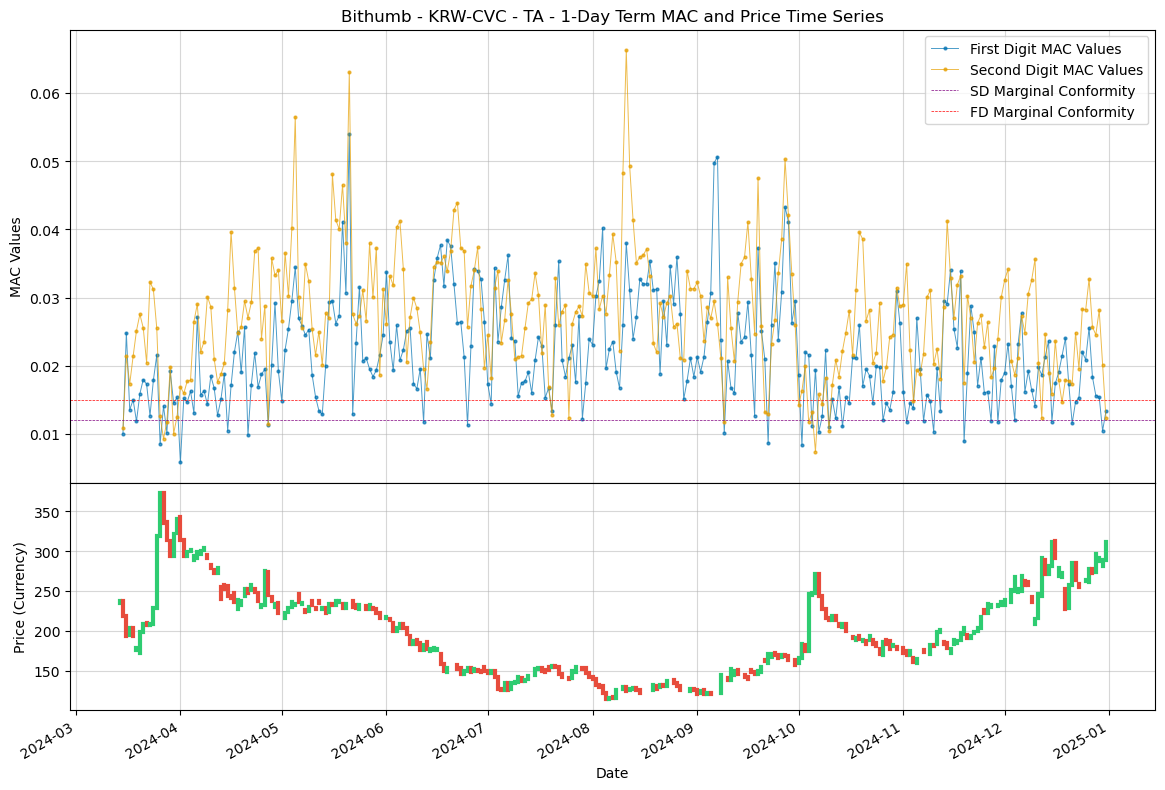 Bithumb - KRW-CVC - TA - 1-Day Term MAC and Price Time Series
First Digit MAC Values
Second Digit MAC Values
SD Marginal Conformity
FD Marginal Conformity
MAC Values
0.06
0.05
0.04
0.03
0.02
0.01
Price (Currency)
350
300
250
200
150
2024-03
2024-04
2024-05
2024-06
2024-07
2024-08
2024-09
2024-10
2024-11
2024-12
2025-01
Date